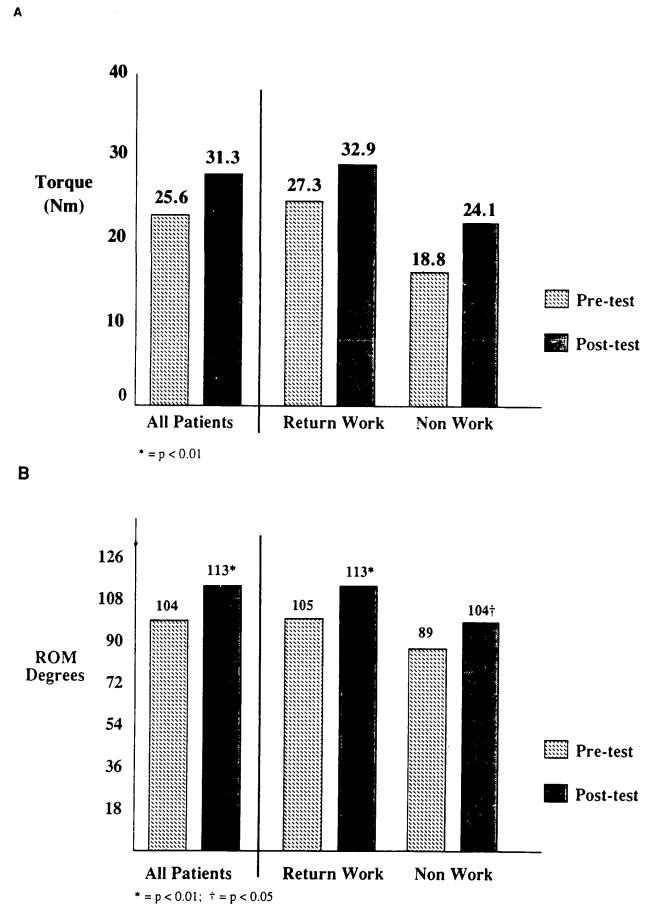 A
40
30
20
10
0
Torque
(Nm)
25.6
31.3
27.3
32.9
18.8
24.1
Pre-test
Post-test
All Patients
Return Work
Non Work
* = p < 0.01
B
126
108
90
72
54
36
18
ROM
Degrees
104
113*
105
113*
89
104†
Pre-test
Post-test
All Patients
Return Work
Non Work
* = p < 0.01; † = p < 0.05